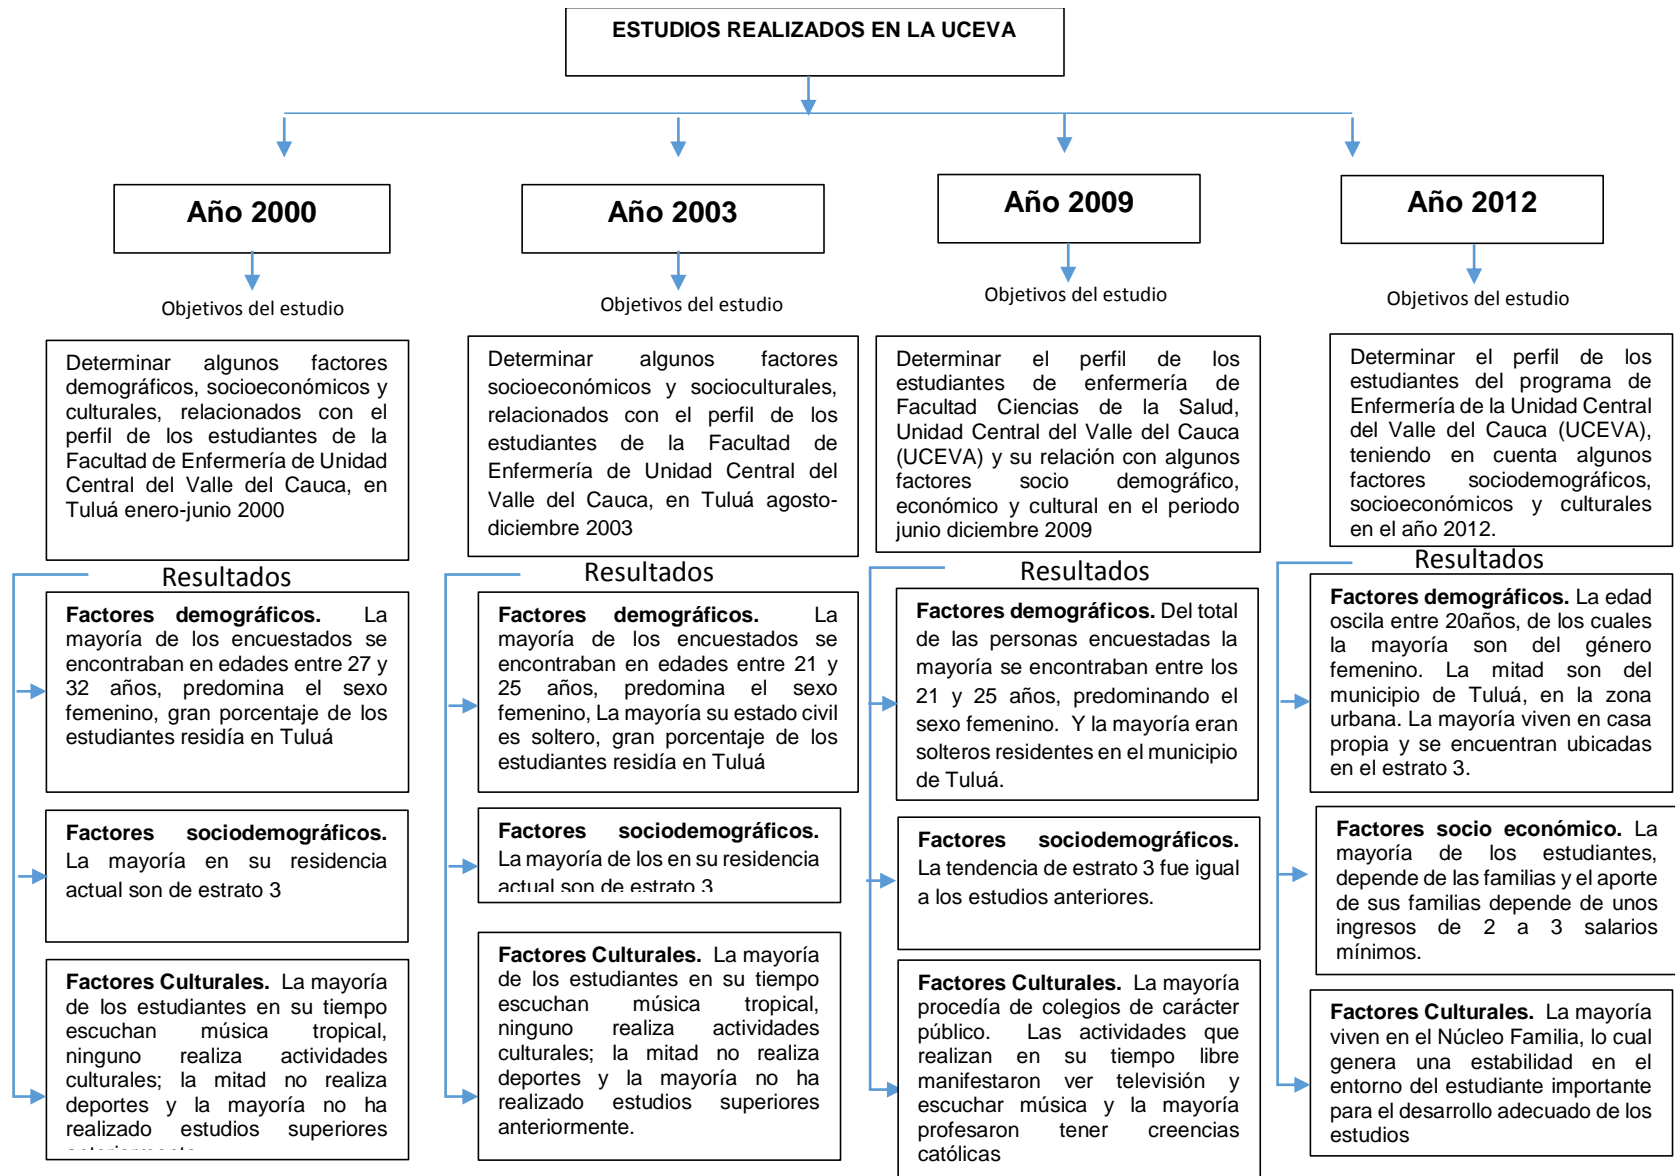 ESTUDIOS REALIZADOS EN LA UCEVA
Año 2000
Objetivos del estudio
Determinar algunos factores
demográficos, socioeconómicos y
culturales, relacionados con el
perfil de los estudiantes de la
Facultad de Enfermería de Unidad
Central del Valle del Cauca, en
Tuluá enero-junio 2000
Resultados
Factores demográficos. La
mayoría de los encuestados se
encontraban en edades entre 27 y
32 años, predomina el sexo
femenino, gran porcentaje de los
estudiantes residía en Tuluá
Factores sociodemográficos.
La mayoría en su residencia
actual son de estrato 3
Factores Culturales. La mayoría
de los estudiantes en su tiempo
escuchan música tropical,
ninguno realiza actividades
culturales; la mitad no realiza
deportes y la mayoría no ha
realizado estudios superiores
Año 2003
Objetivos del estudio
Determinar algunos factores
socioeconómicos y socioculturales,
relacionados con el perfil de los
estudiantes de la Facultad de
Enfermería de Unidad Central del
Valle del Cauca, en Tuluá agosto-
diciembre 2003
Resultados
Factores demográficos. La
mayoría de los encuestados se
encontraban en edades entre 21 y
25 años, predomina el sexo
femenino, La mayoría su estado civil
es soltero, gran porcentaje de los
estudiantes residía en Tuluá
Factores sociodemográficos.
La mayoría de los en su residencia
actual son de estrato 3
Factores Culturales. La mayoría
de los estudiantes en su tiempo
escuchan música tropical,
ninguno realiza actividades
culturales; la mitad no realiza
deportes y la mayoría no ha
realizado estudios superiores
anteriormente.
Año 2009
Objetivos del estudio
Determinar el perfil de los
estudiantes de enfermería de
Facultad Ciencias de la Salud,
Unidad Central del Valle del Cauca
(UCEVA) y su relación con algunos
factores socio demográfico,
económico y cultural en el periodo
junio diciembre 2009
Resultados
Factores demográficos. Del total
de las personas encuestadas la
mayoría se encontraban entre los
21 y 25 años, predominando el
sexo femenino. Y la mayoría eran
solteros residentes en el municipio
de Tuluá.
Factores sociodemográficos.
La tendencia de estrato 3 fue igual
a los estudios anteriores.
Factores Culturales. La mayoría
procedía de colegios de carácter
público. Las actividades que
realizan en su tiempo libre
manifestaron ver televisión y
escuchar música y la mayoría
profesaron tener creencias
católicas
Año 2012
Objetivos del estudio
Determinar el perfil de los
estudiantes del programa de
Enfermería de la Unidad Central
del Valle del Cauca (UCEVA),
teniendo en cuenta algunos
factores sociodemográficos,
socioeconómicos y culturales
en el año 2012.
Resultados
Factores demográficos. La edad
oscila entre 20años, de los cuales
la mayoría son del género
femenino. La mitad son del
municipio de Tuluá, en la zona
urbana. La mayoría viven en casa
propia y se encuentran ubicadas
en el estrato 3.
Factores socio económico. La
mayoría de los estudiantes,
depende de las familias y el aporte
de sus familias depende de unos
ingresos de 2 a 3 salarios
mínimos.
Factores Culturales. La mayoría
viven en el Núcleo Familia, lo cual
genera una estabilidad en el
entorno del estudiante importante
para el desarrollo adecuado de los
estudios